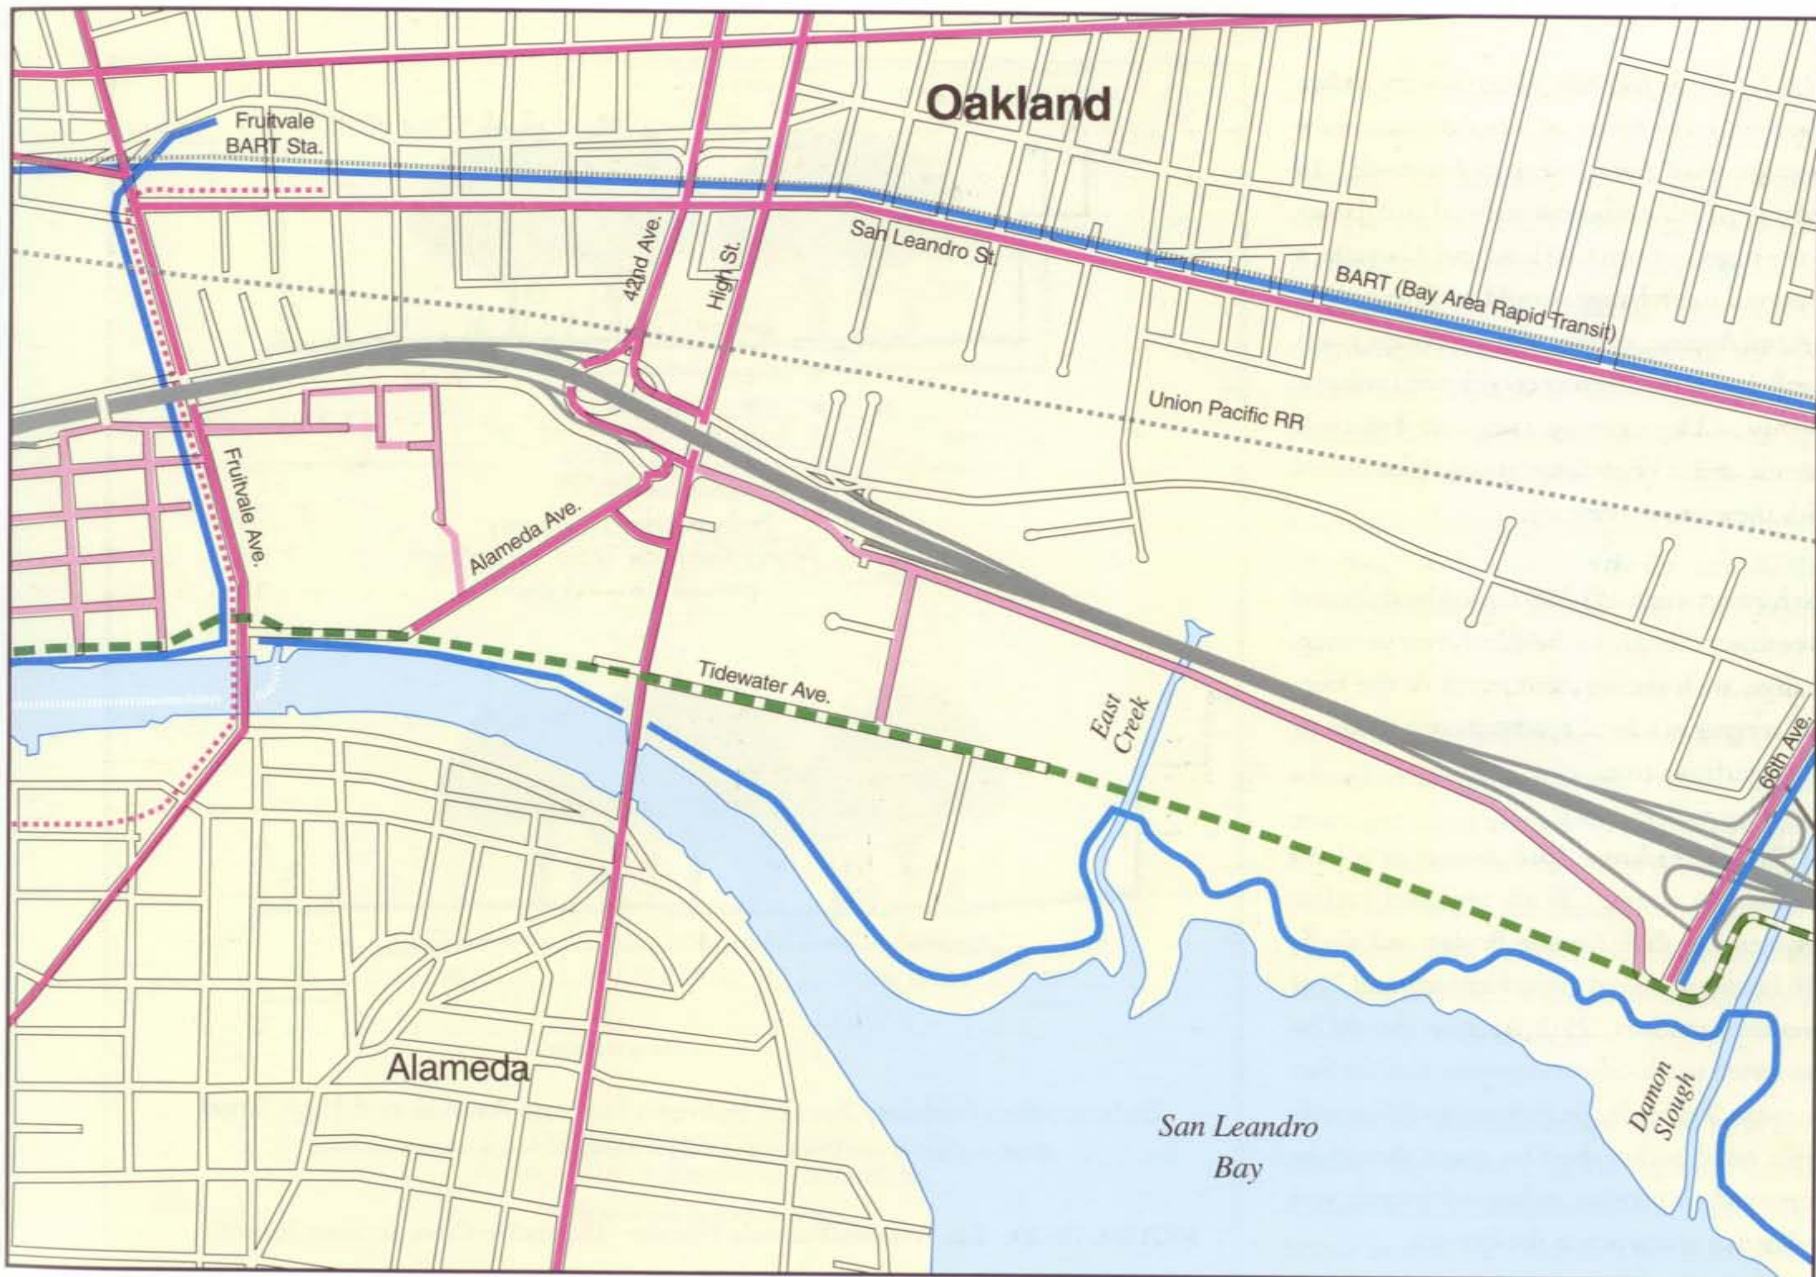 Oakland
Fruitvale
BART Sta.
42nd Ave.
High St.
San Leandro St.
BART (Bay Area Rapid Transit)
Union Pacific RR
Fruitvale Ave.
Alameda Ave.
Tidewater Ave.
East
Creek
66th Ave.
Alameda
San Leandro
Bay
Damon
Slough